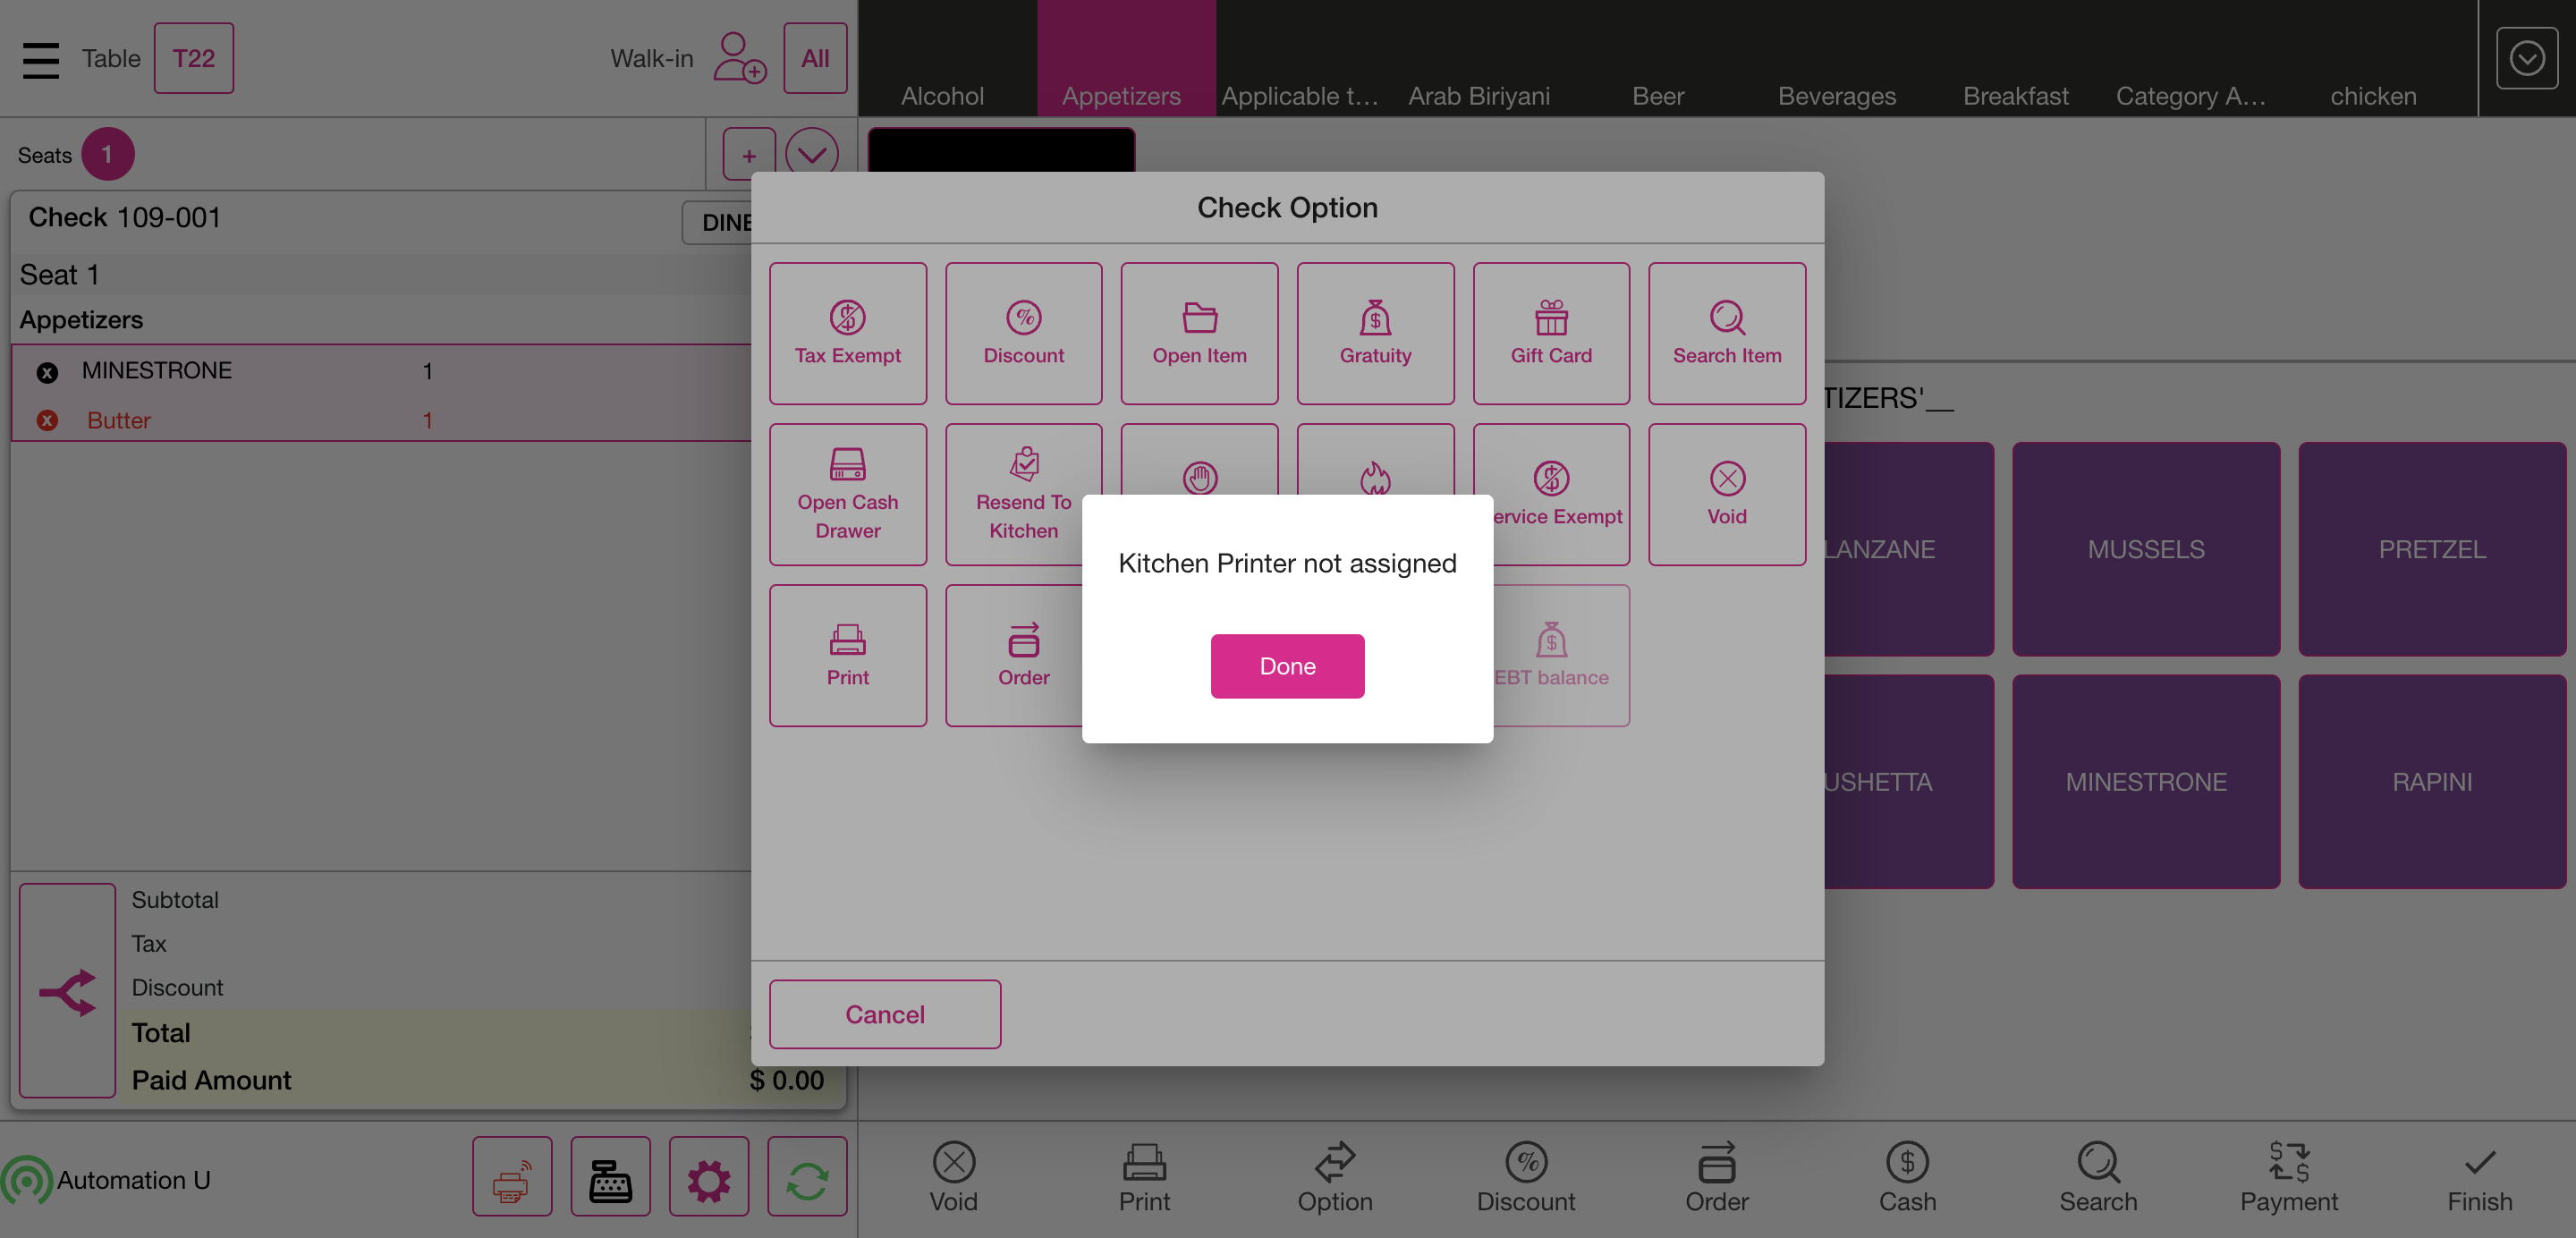 Table T22 Walk-in All
Alcohol Appetizers Applicable t... Arab Biriyani Beer Beverages Breakfast Category A... chicken
Seats 1 +
Check 109-001 DINE
Seat 1
Appetizers
MINESTRONE 1
Butter 1
Subtotal
Tax
Discount
Total
Paid Amount $ 0.00
Check Option
Tax Exempt Discount Open Item Gratuity Gift Card Search Item
Open Cash Drawer
Resend To Kitchen
ervice Exempt Void
Print Order EBT balance
Kitchen Printer not assigned
Done
Cancel
TIZERS'__
LANZANE MUSSELS PRETZEL
USHETTA MINESTRONE RAPINI
Automation U
Void Print Option Discount Order Cash Search Payment Finish